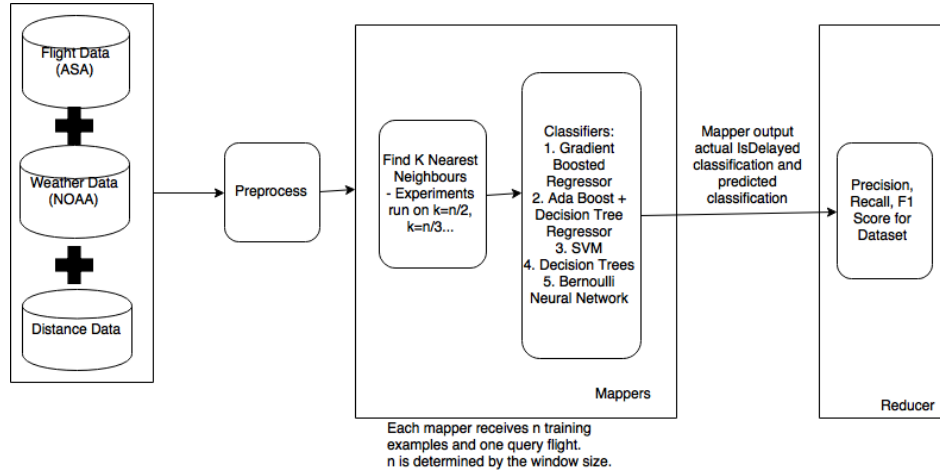 Flight Data
(ASA)
Weather Data
(NOAA)
Distance Data
Preprocess
Find K Nearest
Neighbours
- Experiments
run on k=n/2,
k=n/3...
Classifiers:
1. Gradient
Boosted
Regressor
2. Ada Boost +
Decision Tree
Regressor
3. SVM
4. Decision Trees
5. Bernoulli
Neural Network
Mappers
Each mapper receives n training
examples and one query flight.
n is determined by the window size.
Mapper output
actual IsDelayed
classification and
predicted
classification
Precision,
Recall, F1
Score for
Dataset
Reducer